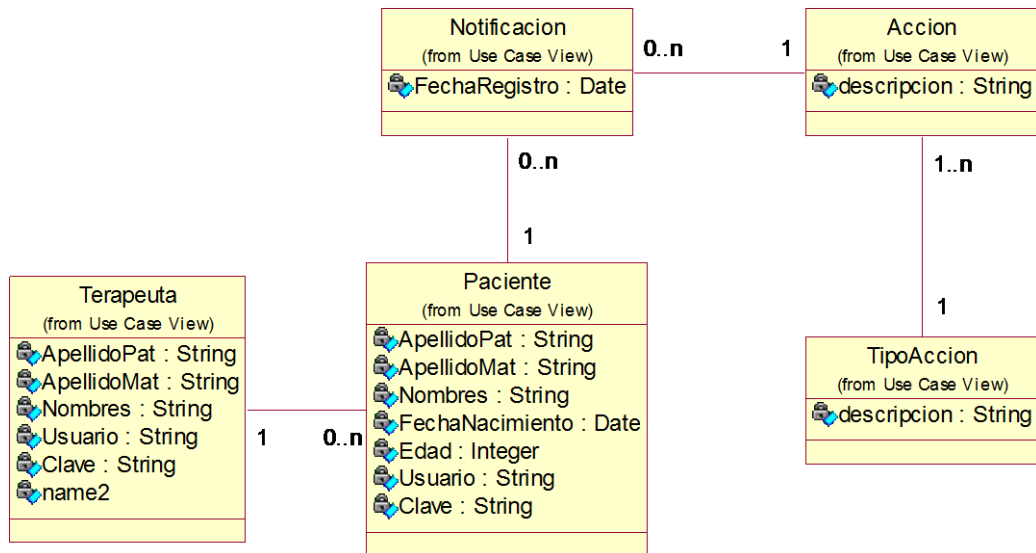 Notificacion
(from Use Case View)
FechaRegistro : Date
0..n
1
Accion
(from Use Case View)
descripcion : String
0..n
1
1..n
1
Terapeuta
(from Use Case View)
ApellidoPat : String
ApellidoMat : String
Nombres : String
Usuario : String
Clave : String
name2
1
0..n
Paciente
(from Use Case View)
ApellidoPat : String
ApellidoMat : String
Nombres : String
FechaNacimiento : Date
Edad : Integer
Usuario : String
Clave : String
TipoAccion
(from Use Case View)
descripcion : String